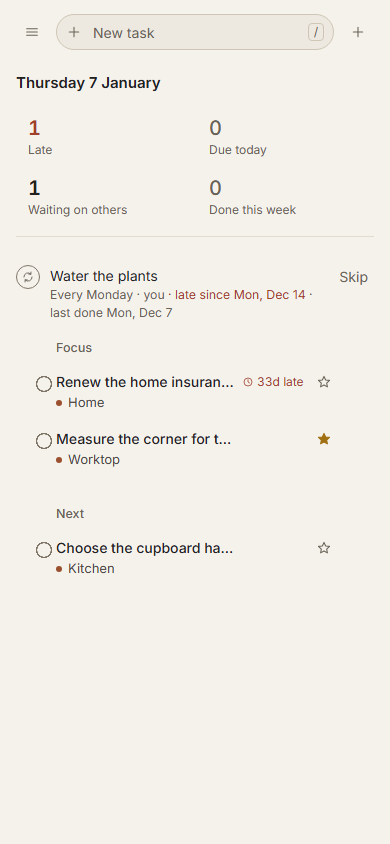 New task /
Thursday 7 January
1 0
Late Due today
1 0
Waiting on others Done this week
Water the plants Skip
Every Monday · you · late since Mon, Dec 14 ·
last done Mon, Dec 7
Focus
Renew the home insuran... 33d late
Home
Measure the corner for t...
Worktop
Next
Choose the cupboard ha...
Kitchen